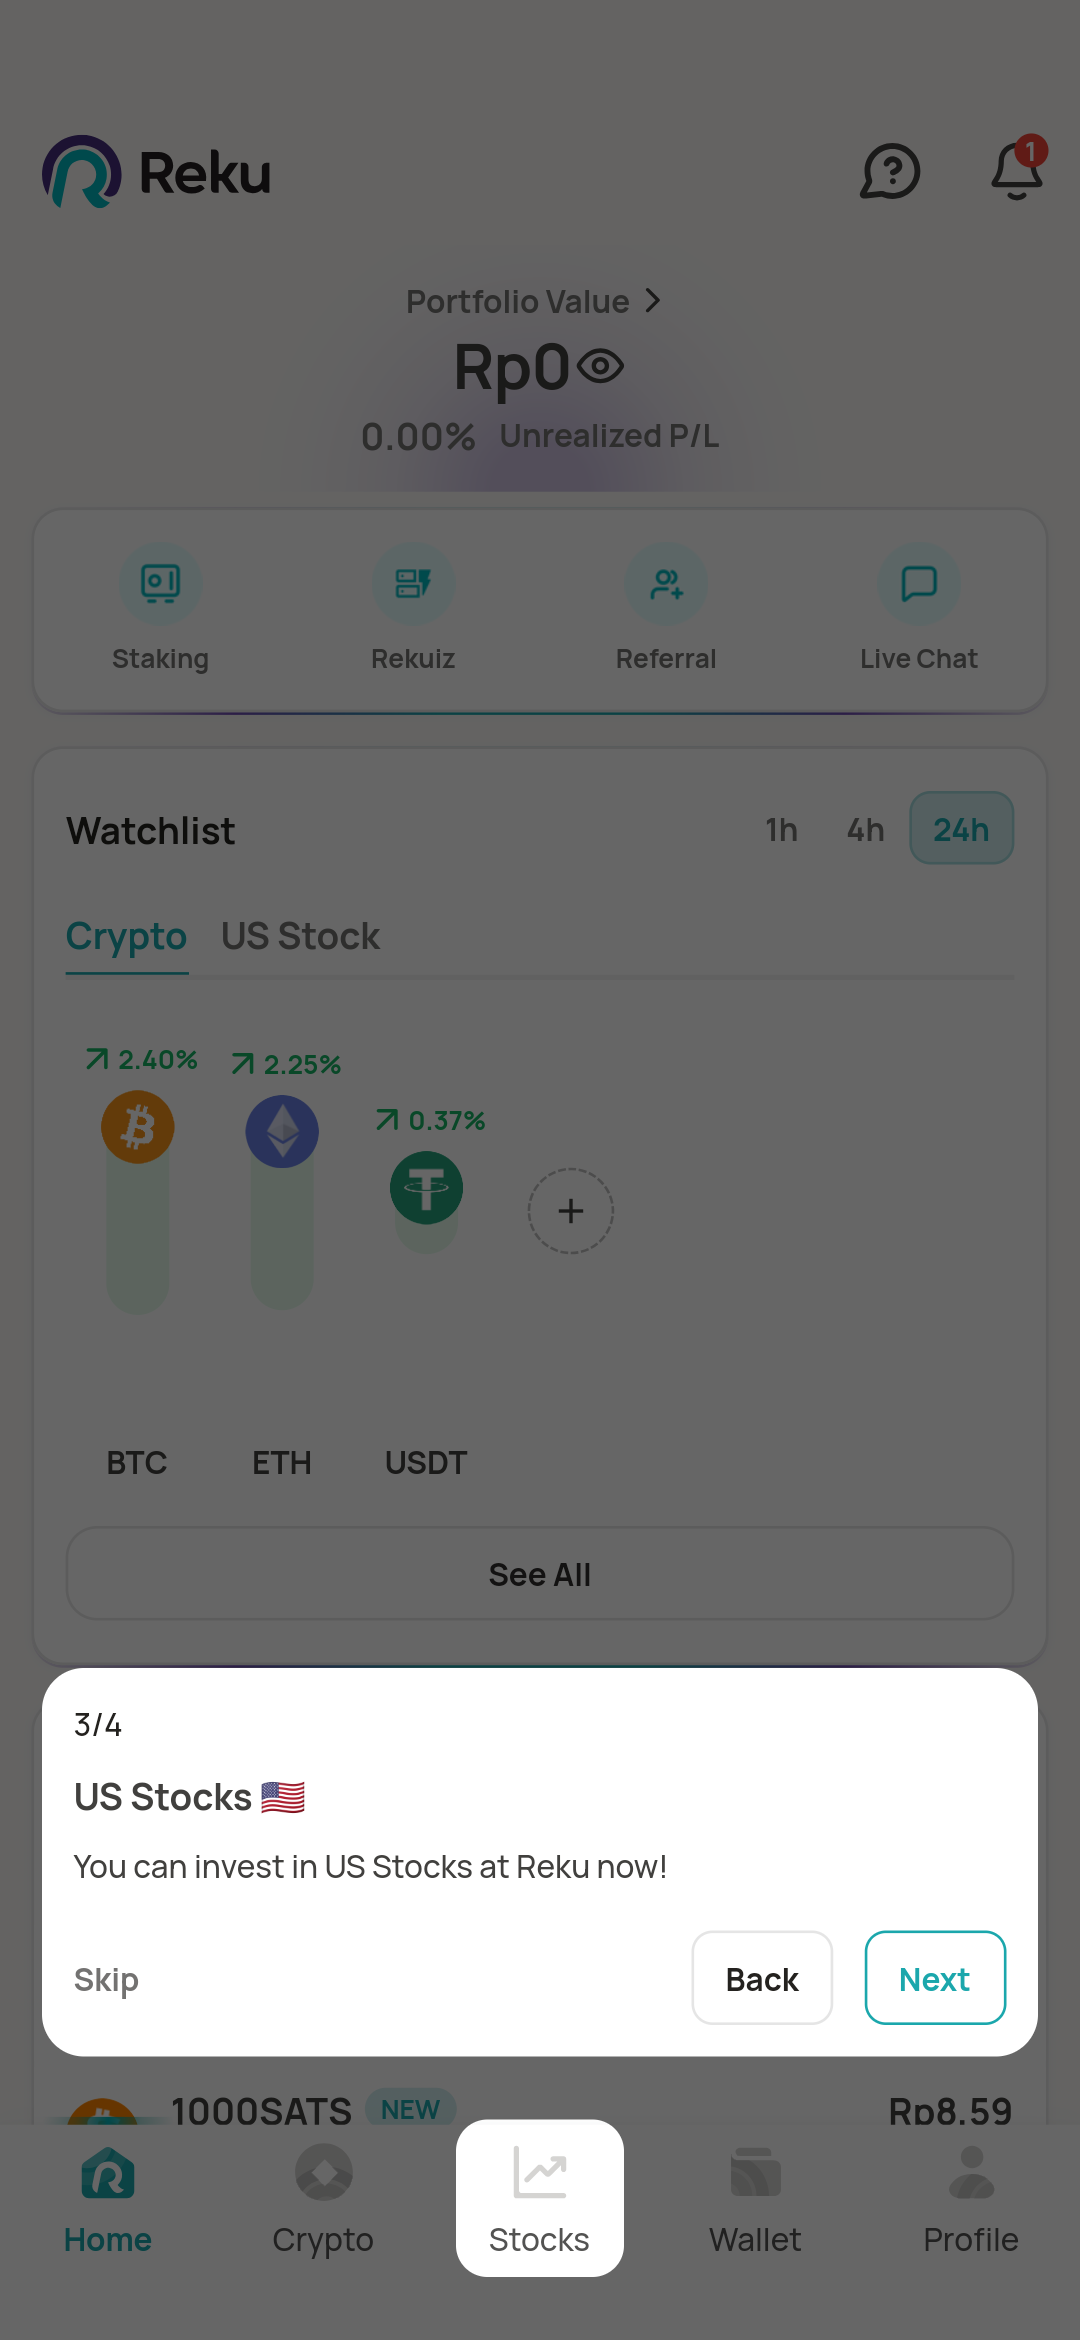 Reku
1
Portfolio Value
Rp0
0.00% Unrealized P/L
Staking Rekuiz Referral Live Chat
Watchlist 1h 4h 24h
Crypto US Stock
2.40% 2.25%
0.37%
BTC ETH USDT
See All
3/4
US Stocks 🇺🇸
You can invest in US Stocks at Reku now!
Skip Back Next
1000SATS NEW Rp8.59
Home Crypto Stocks Wallet Profile